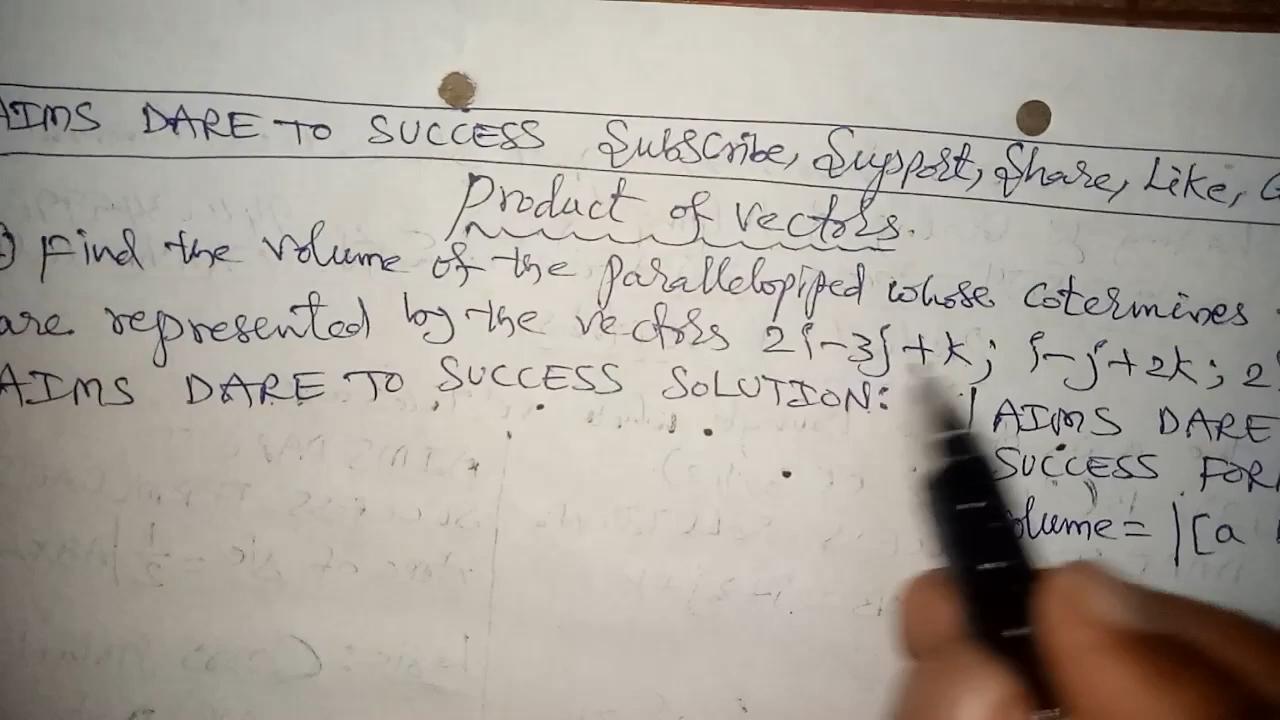 AIMS DARE TO SUCCESS Subscribe, Support, Share, Like,
Product of vectors.
Find the volume of the parallelopiped whose cotermines
are represented by the vectors 2i-3j+k; i-j+2k; 2
AIMS DARE TO SUCCESS SOLUTION:
AIMS DARE
SUCCESS FOR
olume = |[a